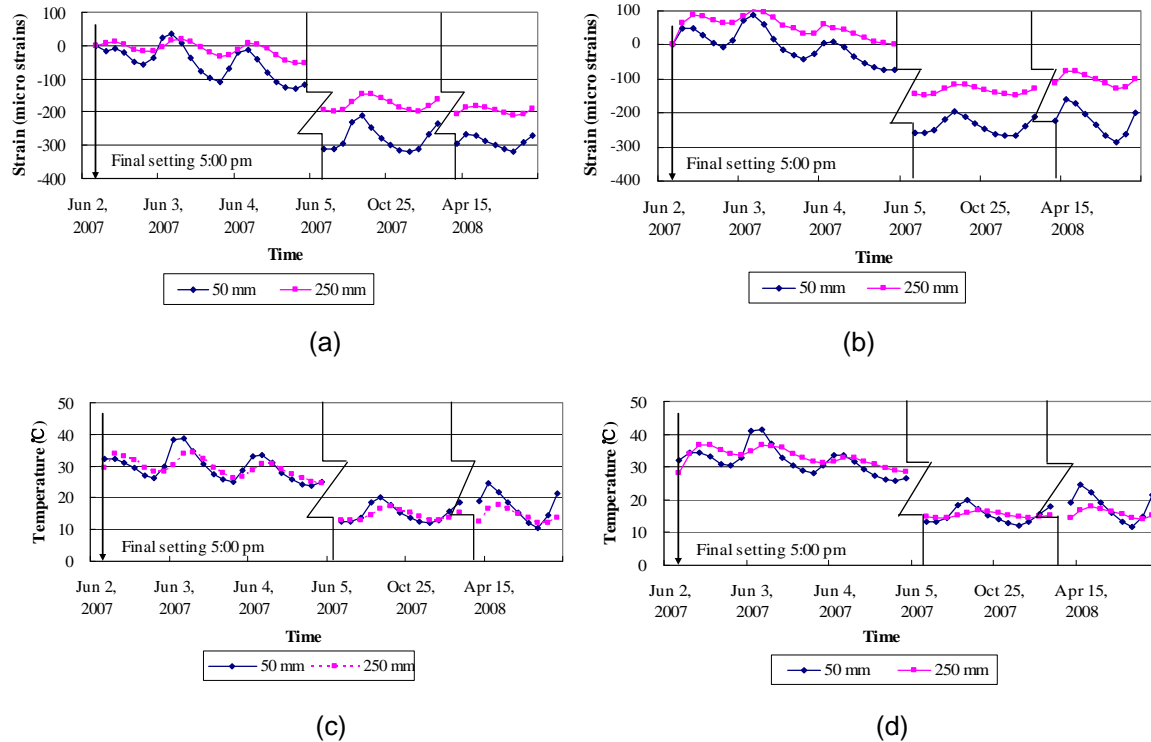 Strain (micro strains)
100
0
-100
-200
-300
-400
Final setting 5:00 pm
Jun 2, 2007
Jun 3, 2007
Jun 4, 2007
Jun 5, 2007
Oct 25, 2007
Apr 15, 2008
Time
50 mm
250 mm
(a)
Strain (micro strains)
100
0
-100
-200
-300
-400
Final setting 5:00 pm
Jun 2, 2007
Jun 3, 2007
Jun 4, 2007
Jun 5, 2007
Oct 25, 2007
Apr 15, 2008
Time
50 mm
250 mm
(b)
Temperature (℃)
50
40
30
20
10
0
Final setting 5:00 pm
Jun 2, 2007
Jun 3, 2007
Jun 4, 2007
Jun 5, 2007
Oct 25, 2007
Apr 15, 2008
Time
50 mm
250 mm
(c)
Temperature (℃)
50
40
30
20
10
0
Final setting 5:00 pm
Jun 2, 2007
Jun 3, 2007
Jun 4, 2007
Jun 5, 2007
Oct 25, 2007
Apr 15, 2008
Time
50 mm
250 mm
(d)